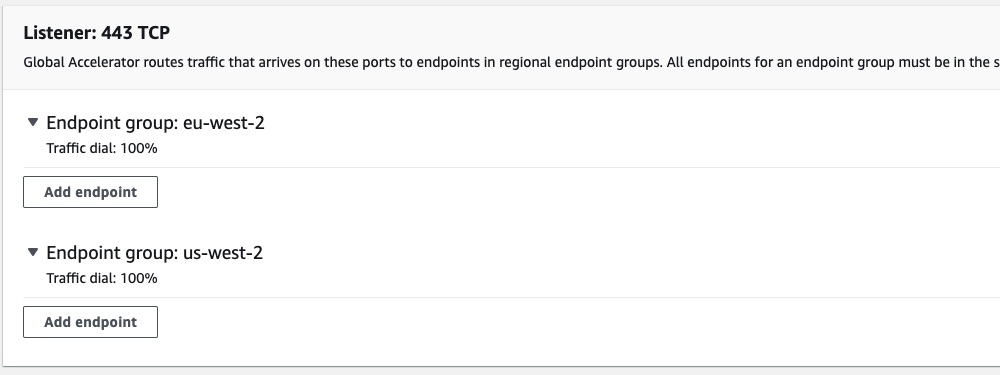 Listener: 443 TCP
Global Accelerator routes traffic that arrives on these ports to endpoints in regional endpoint groups. All endpoints for an endpoint group must be in the s
Endpoint group: eu-west-2
Traffic dial: 100%
Add endpoint
Endpoint group: us-west-2
Traffic dial: 100%
Add endpoint